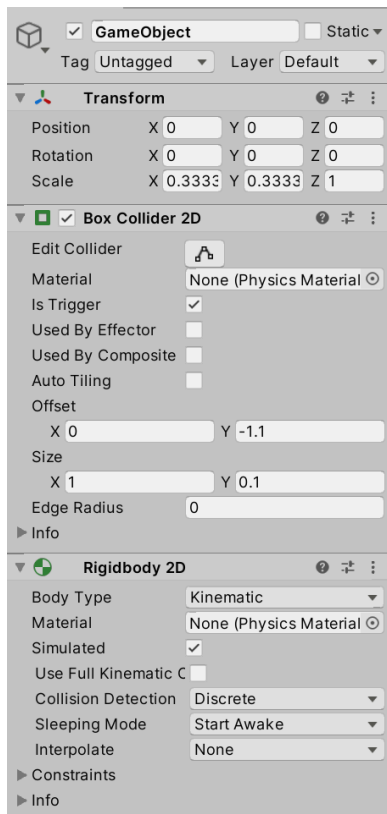 GameObject Static
Tag Untagged Layer Default
Transform
Position X 0 Y 0 Z 0
Rotation X 0 Y 0 Z 0
Scale X 0.3333 Y 0.3333 Z 1
Box Collider 2D
Edit Collider
Material None (Physics Material
Is Trigger
Used By Effector
Used By Composite
Auto Tiling
Offset
X 0 Y -1.1
Size
X 1 Y 0.1
Edge Radius 0
Info
Rigidbody 2D
Body Type Kinematic
Material None (Physics Material
Simulated
Use Full Kinematic C
Collision Detection Discrete
Sleeping Mode Start Awake
Interpolate None
Constraints
Info